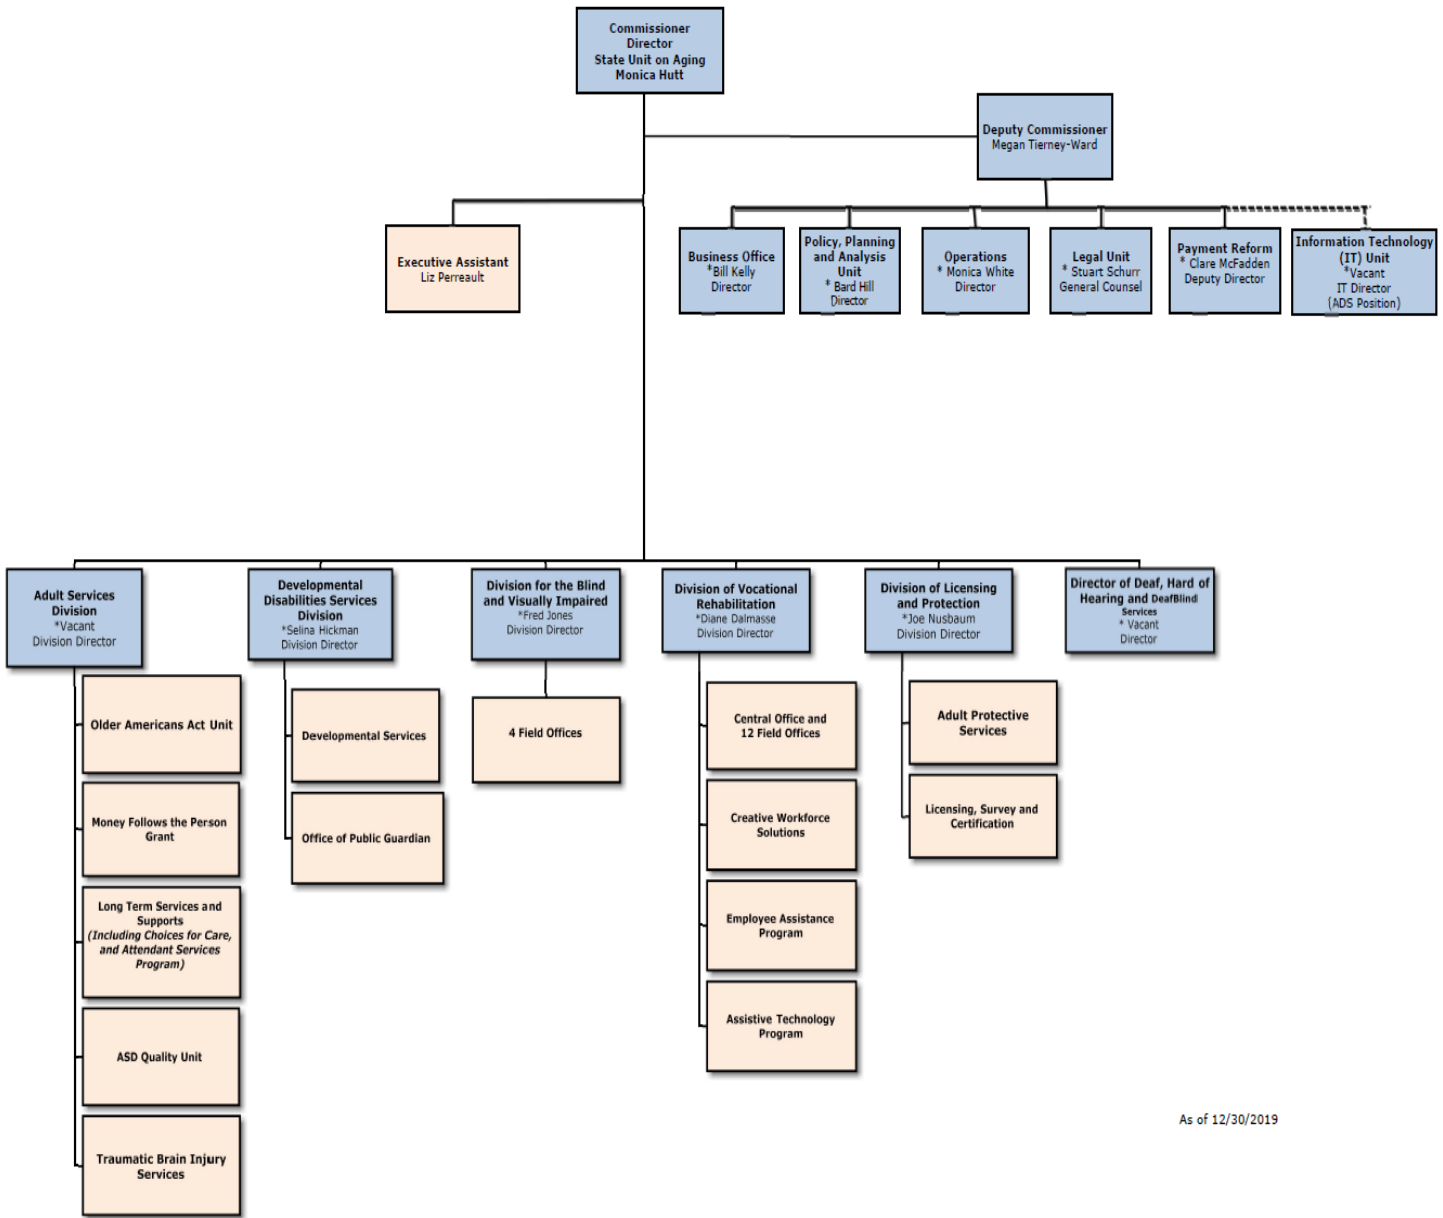 Commissioner
Director
State Unit on Aging
Monica Hutt
Deputy Commissioner
Megan Tierney-Ward
Executive Assistant
Liz Perreault
Business Office
*Bill Kelly
Director
Policy, Planning
and Analysis
Unit
* Bard Hill
Director
Operations
* Monica White
Director
Legal Unit
* Stuart Schurr
General Counsel
Payment Reform
* Clare McFadden
Deputy Director
Information Technology
(IT) Unit
*Vacant
IT Director
(ADS Position)
Adult Services
Division
*Vacant
Division Director
Developmental
Disabilities Services
Division
*Selina Hickman
Division Director
Division for the Blind
and Visually Impaired
*Fred Jones
Division Director
Division of Vocational
Rehabilitation
*Diane Dalmasse
Division Director
Division of Licensing
and Protection
*Joe Nusbaum
Division Director
Director of Deaf, Hard of
Hearing and DeafBlind
Services
* Vacant
Director
Older Americans Act Unit
Money Follows the Person
Grant
Long Term Services and
Supports
(Including Choices for Care,
and Attendant Services
Program)
ASD Quality Unit
Traumatic Brain Injury
Services
Developmental Services
Office of Public Guardian
4 Field Offices
Central Office and
12 Field Offices
Creative Workforce
Solutions
Employee Assistance
Program
Assistive Technology
Program
Adult Protective
Services
Licensing, Survey and
Certification
As of 12/30/2019